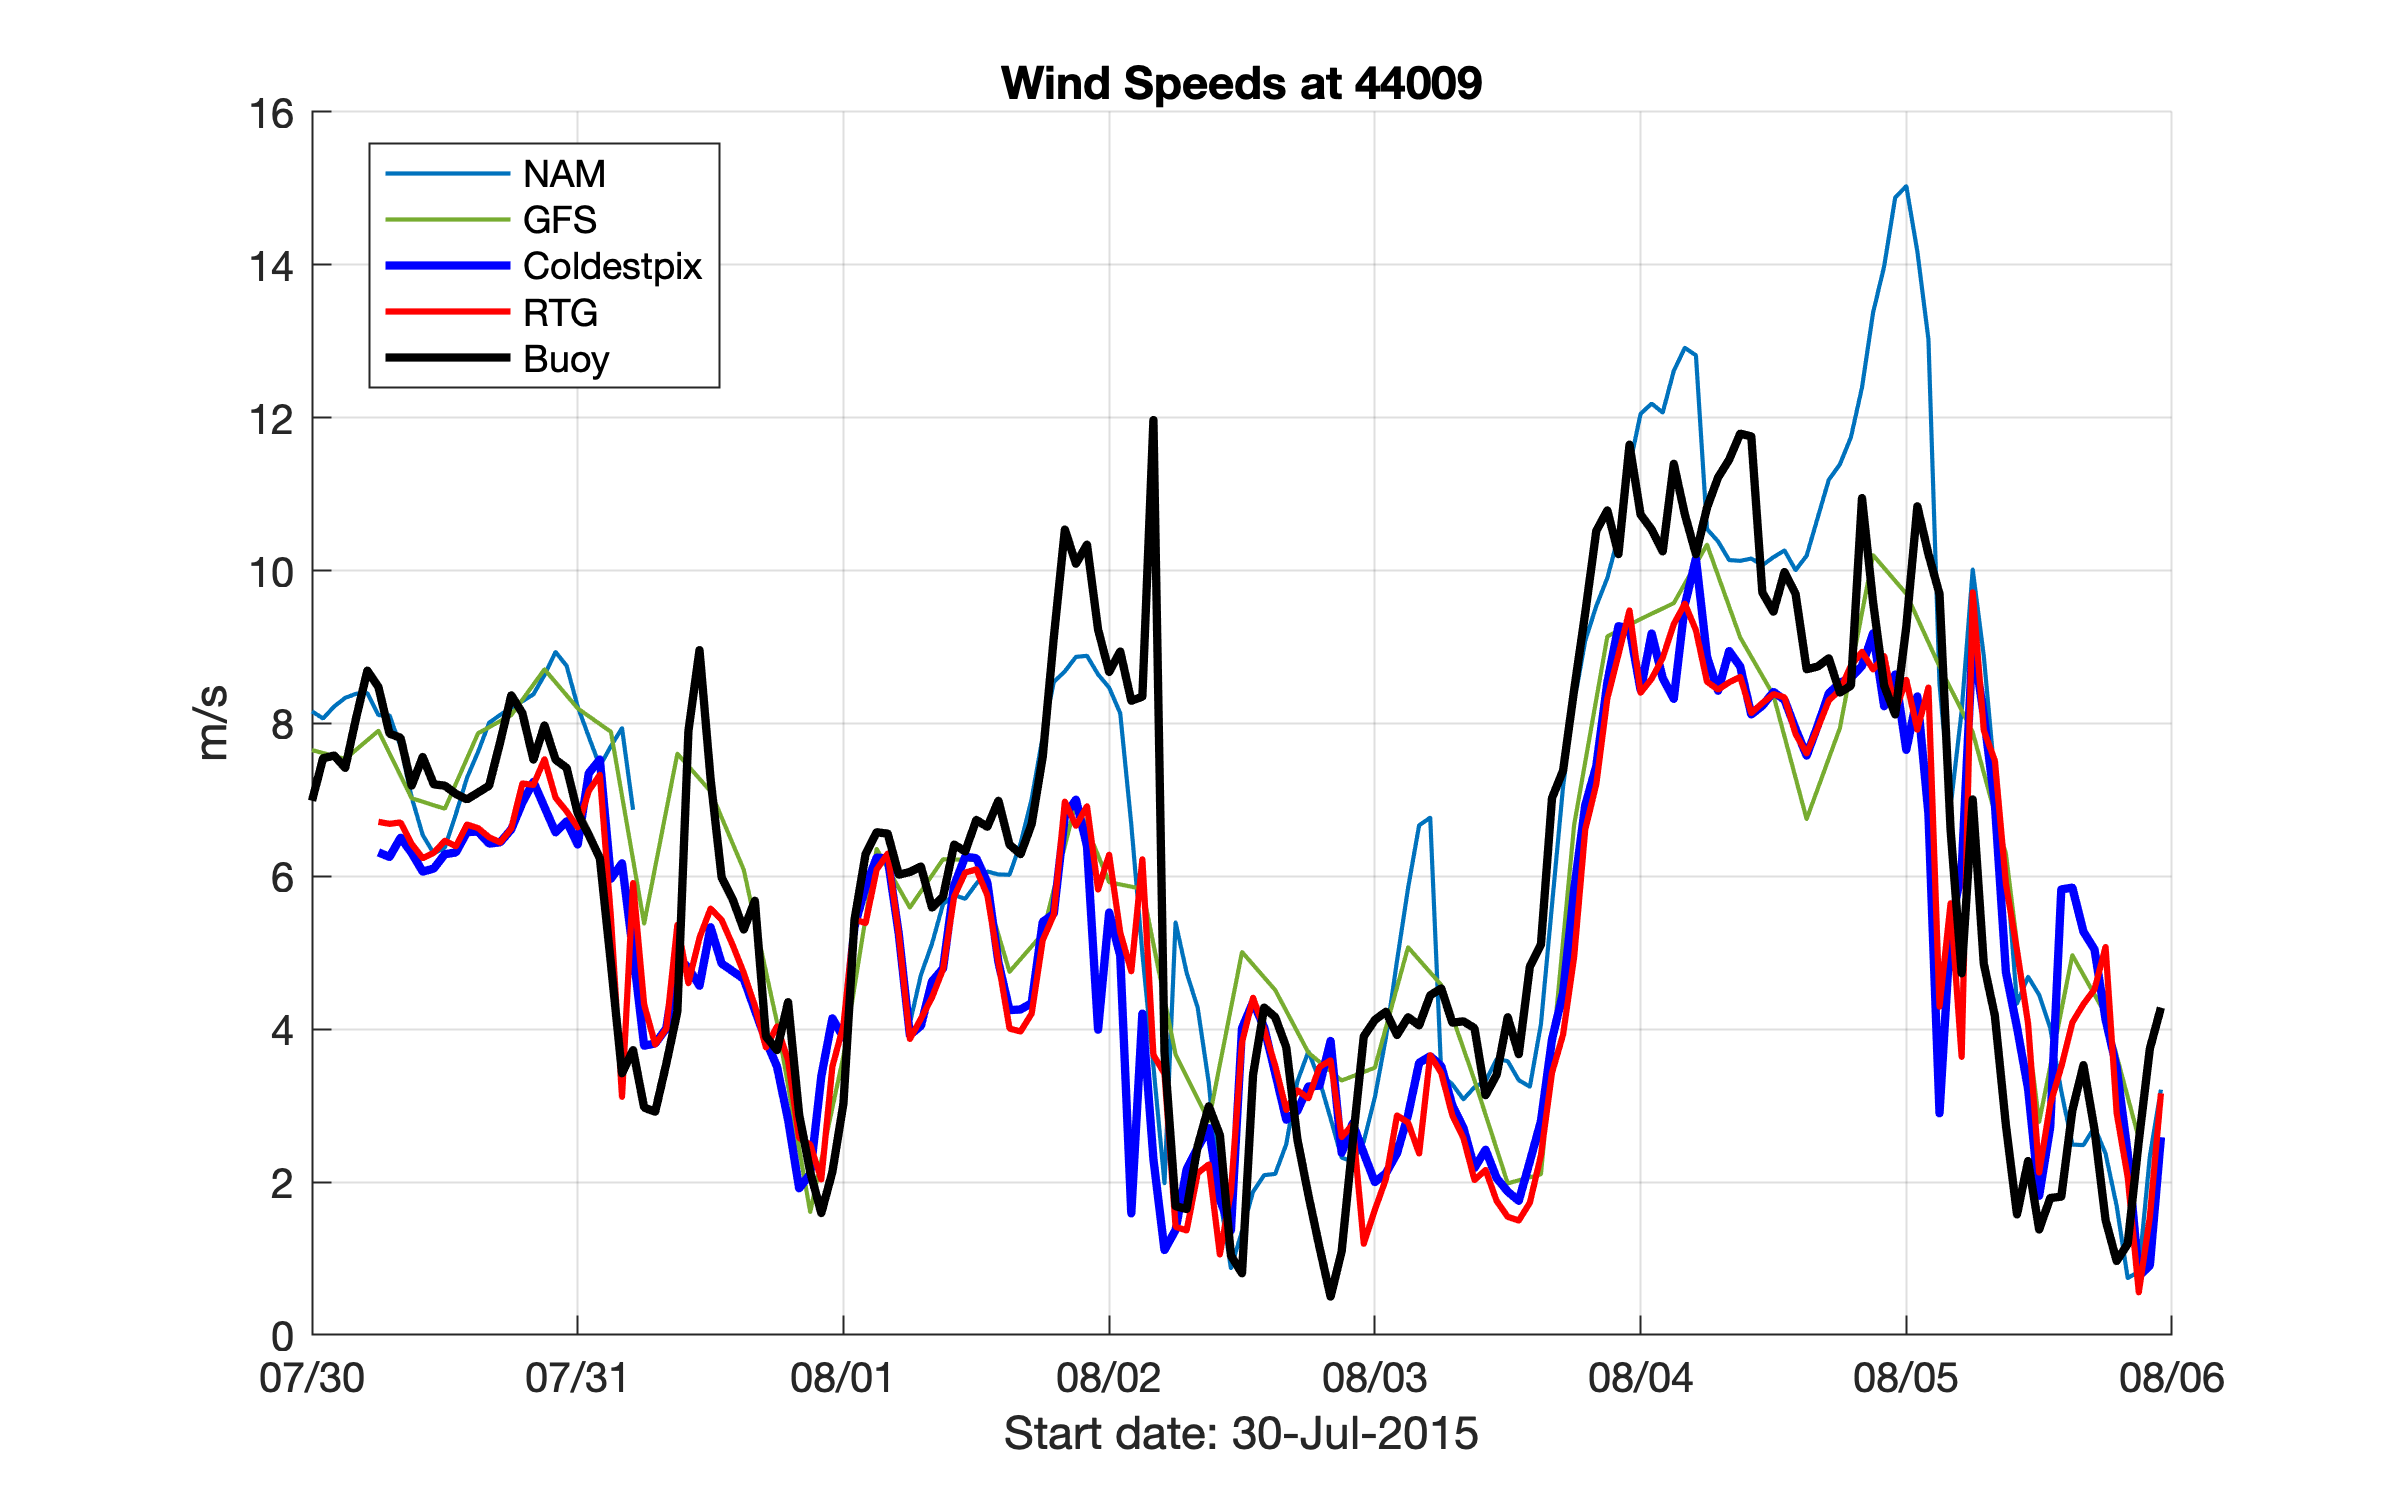 Wind Speeds at 44009
16
14
12
10
8
6
4
2
0
m/s
NAM
GFS
Coldestpix
RTG
Buoy
07/30 07/31 08/01 08/02 08/03 08/04 08/05 08/06
Start date: 30-Jul-2015